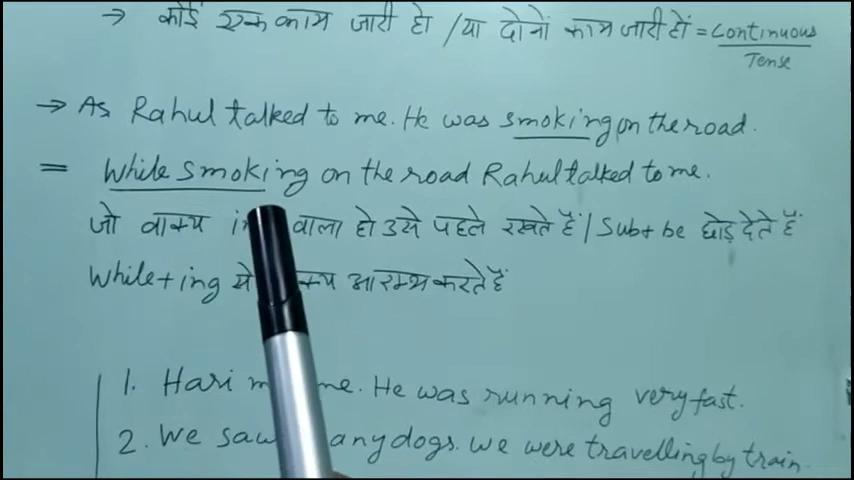 → कोई एक काम जारी हो / या दोनों काम जारी हों = Continuous
Tense
→ As Rahul talked to me. He was smoking on the road.
= While smoking on the road Rahul talked to me.
जो वाक्य वाला हो उसे पहले रखते हैं / Sub + be छोड़ देते हैं
While + ing से आरम्भ करते हैं
1. Hari me. He was running very fast.
2. We saw any dogs. we were travelling by train.